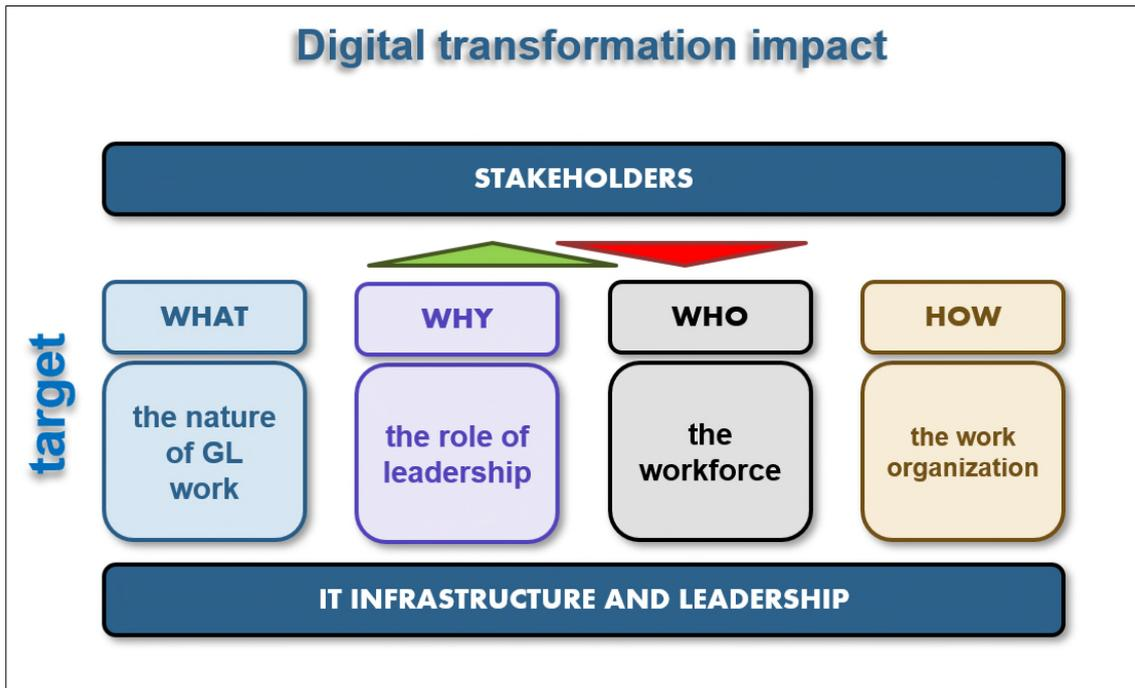 Digital transformation impact
STAKEHOLDERS
WHAT
WHY
WHO
HOW
target
the nature
of GL
work
the role of
leadership
the
workforce
the work
organization
IT INFRASTRUCTURE AND LEADERSHIP